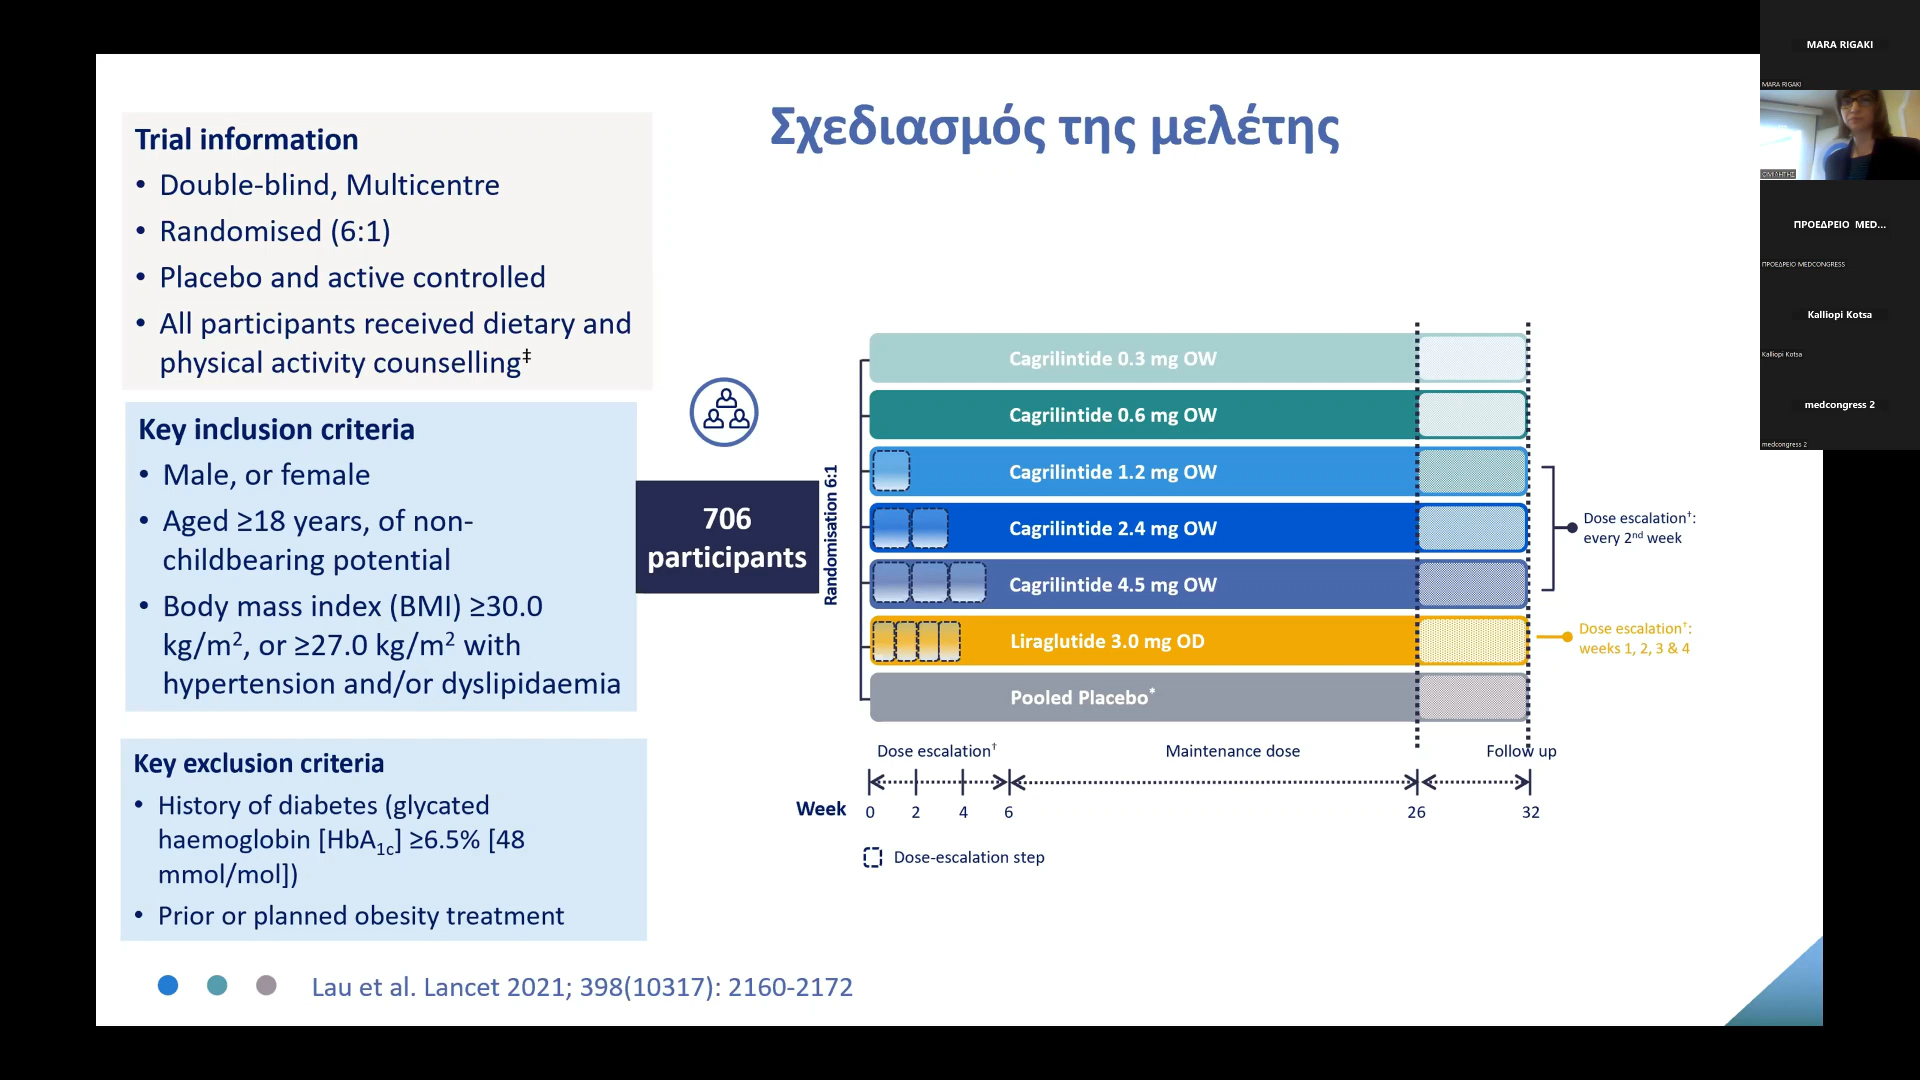 Σχεδιασμός της μελέτης
Trial information
• Double-blind, Multicentre
• Randomised (6:1)
• Placebo and active controlled
• All participants received dietary and
physical activity counselling‡
Key inclusion criteria
• Male, or female
• Aged ≥18 years, of non-
childbearing potential
• Body mass index (BMI) ≥30.0
kg/m², or ≥27.0 kg/m² with
hypertension and/or dyslipidaemia
Key exclusion criteria
• History of diabetes (glycated
haemoglobin [HbA1c] ≥6.5% [48
mmol/mol])
• Prior or planned obesity treatment
706
participants
Randomisation 6:1
Cagrilintide 0.3 mg OW
Cagrilintide 0.6 mg OW
Cagrilintide 1.2 mg OW
Cagrilintide 2.4 mg OW
Cagrilintide 4.5 mg OW
Liraglutide 3.0 mg OD
Pooled Placebo*
Dose escalation†:
every 2nd week
Dose escalation†:
weeks 1, 2, 3 & 4
Dose escalation† Maintenance dose Follow up
Week 0 2 4 6 26 32
Dose-escalation step
Lau et al. Lancet 2021; 398(10317): 2160-2172
MARA RIGAKI
MARA RIGAKI
ΟΜΙΛΗΤΗΣ
ΠΡΟΕΔΡΕΙΟ MED...
ΠΡΟΕΔΡΕΙΟ MEDCONGRESS
Kalliopi Kotsa
Kalliopi Kotsa
medcongress 2
medcongress 2